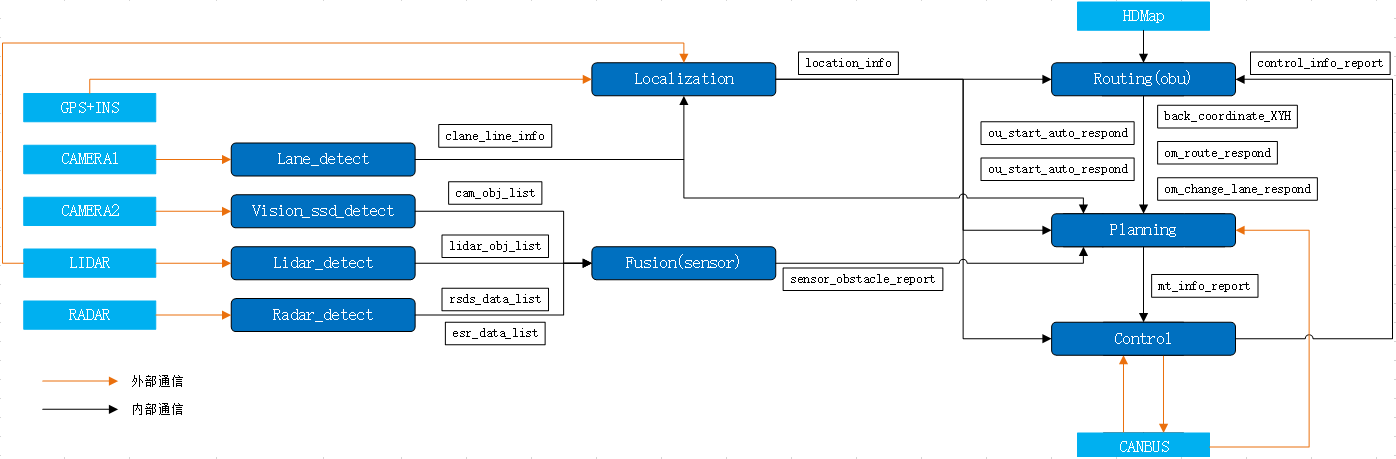 HDMap
location_info
control_info_report
Localization
Routing(obu)
GPS+INS
back_coordinate_XYH
clane_line_info
ou_start_auto_respond
CAMERA1
Lane_detect
om_route_respond
ou_start_auto_respond
cam_obj_list
om_change_lane_respond
CAMERA2
Vision_ssd_detect
Planning
lidar_obj_list
LIDAR
Lidar_detect
Fusion(sensor)
sensor_obstacle_report
mt_info_report
rsds_data_list
RADAR
Radar_detect
esr_data_list
Control
外部通信
内部通信
CANBUS